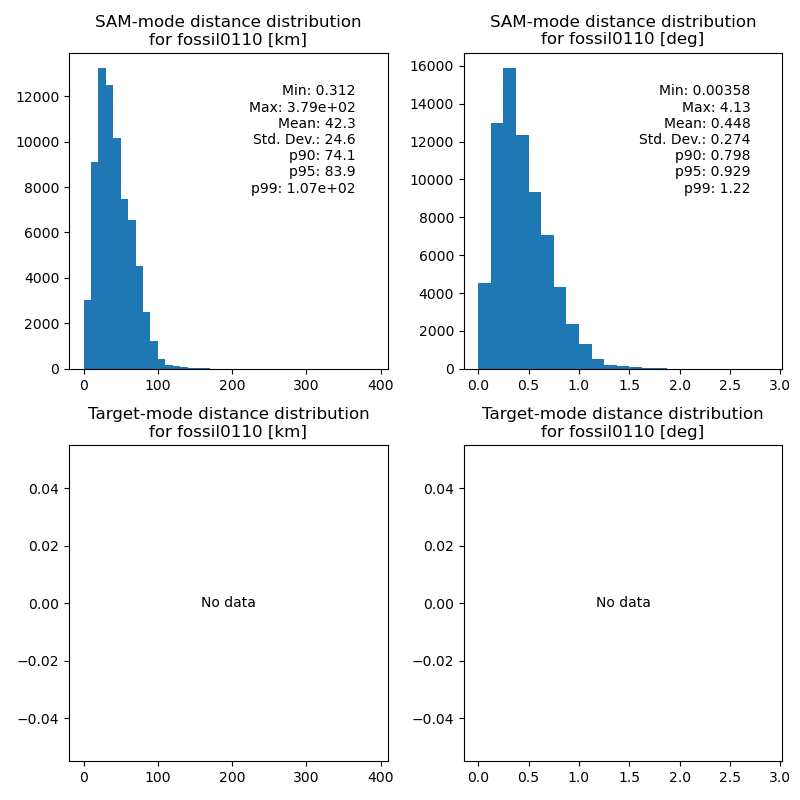 SAM-mode distance distribution
for fossil0110 [km]
Min: 0.312
Max: 3.79e+02
Mean: 42.3
Std. Dev.: 24.6
p90: 74.1
p95: 83.9
p99: 1.07e+02
12000
10000
8000
6000
4000
2000
0
0 100 200 300 400
SAM-mode distance distribution
for fossil0110 [deg]
Min: 0.00358
Max: 4.13
Mean: 0.448
Std. Dev.: 0.274
p90: 0.798
p95: 0.929
p99: 1.22
16000
14000
12000
10000
8000
6000
4000
2000
0
0.0 0.5 1.0 1.5 2.0 2.5 3.0
Target-mode distance distribution
for fossil0110 [km]
0.04
0.02
0.00
−0.02
−0.04
No data
0 100 200 300 400
Target-mode distance distribution
for fossil0110 [deg]
0.04
0.02
0.00
−0.02
−0.04
No data
0.0 0.5 1.0 1.5 2.0 2.5 3.0